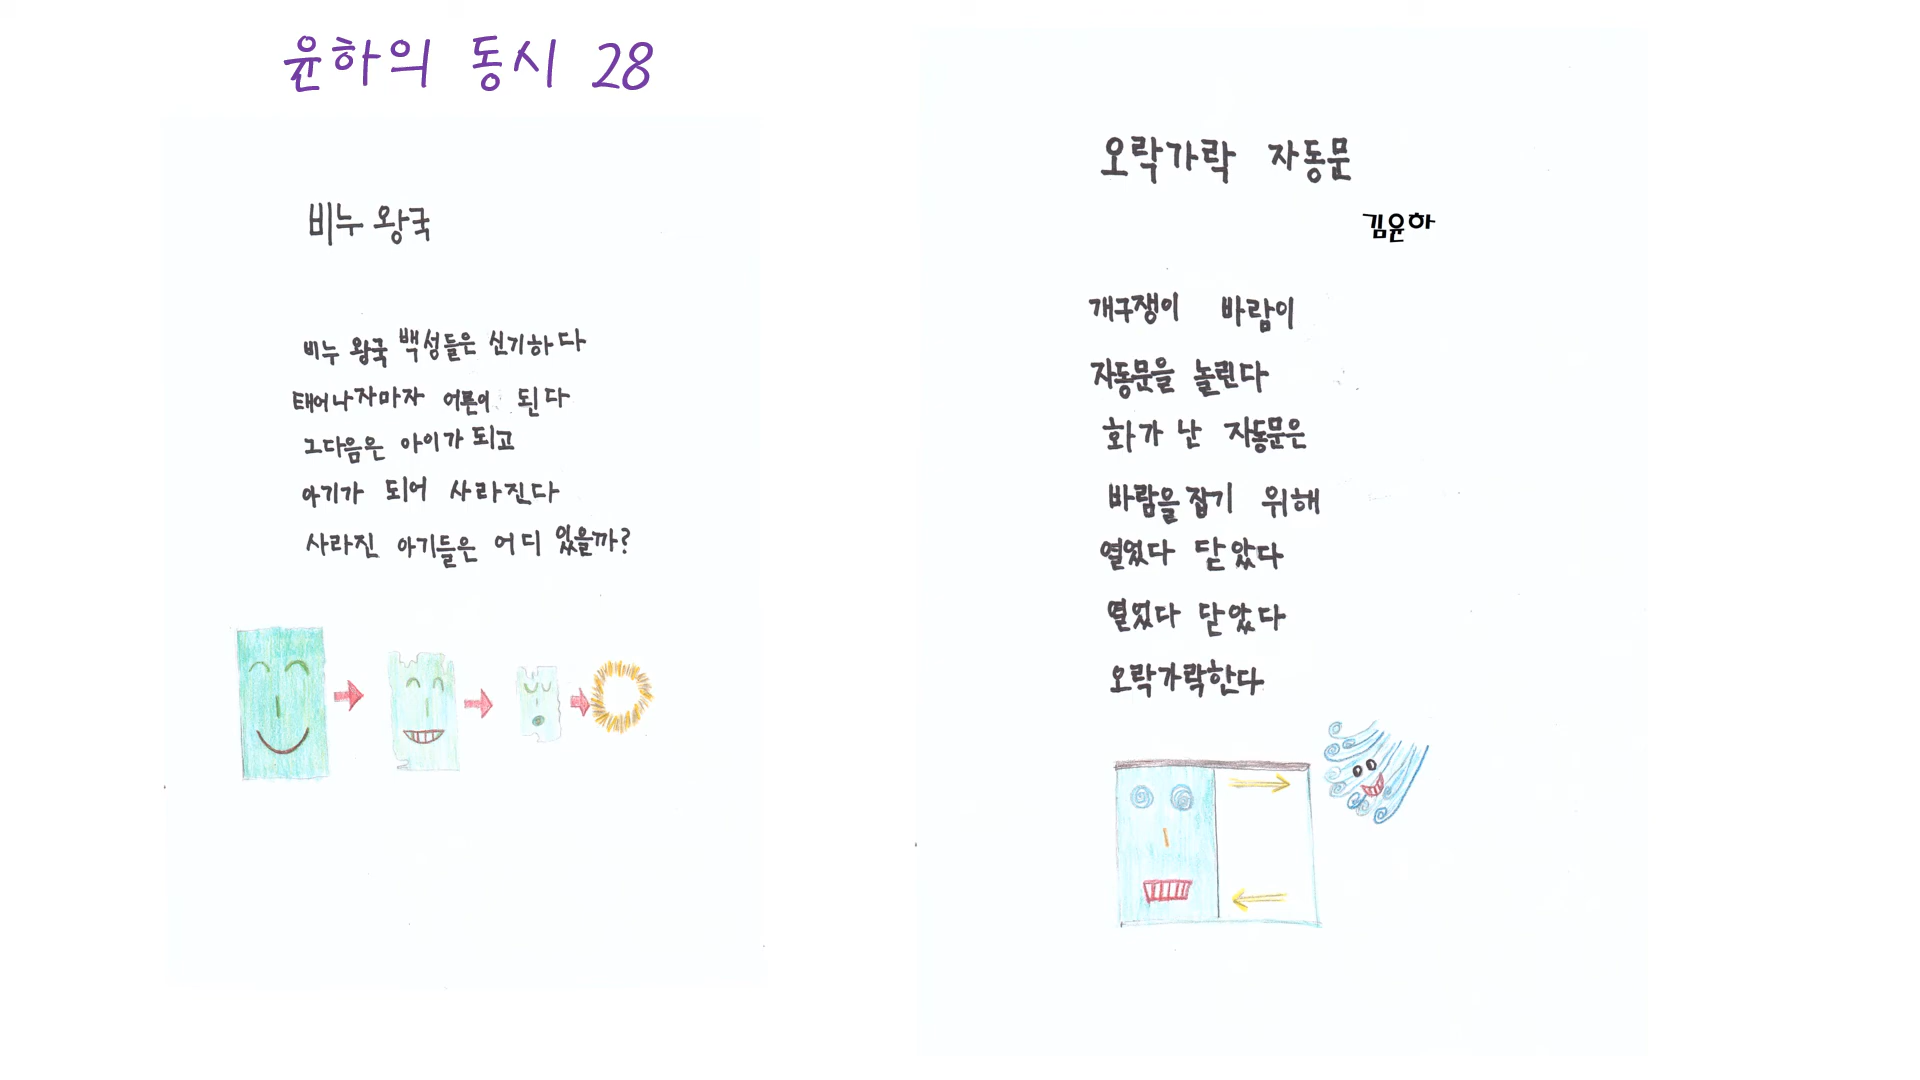 윤하의 동시 28
비누 왕국
비누 왕국 백성들은 신기하다
태어나자마자 어른이 된다
그다음은 아이가 되고
아기가 되어 사라진다
사라진 아기들은 어디 있을까?
오락가락 자동문
김윤하
개구쟁이 바람이
자동문을 놀린다
화가 난 자동문은
바람을 잡기 위해
열었다 닫았다
열었다 닫았다
오락가락한다